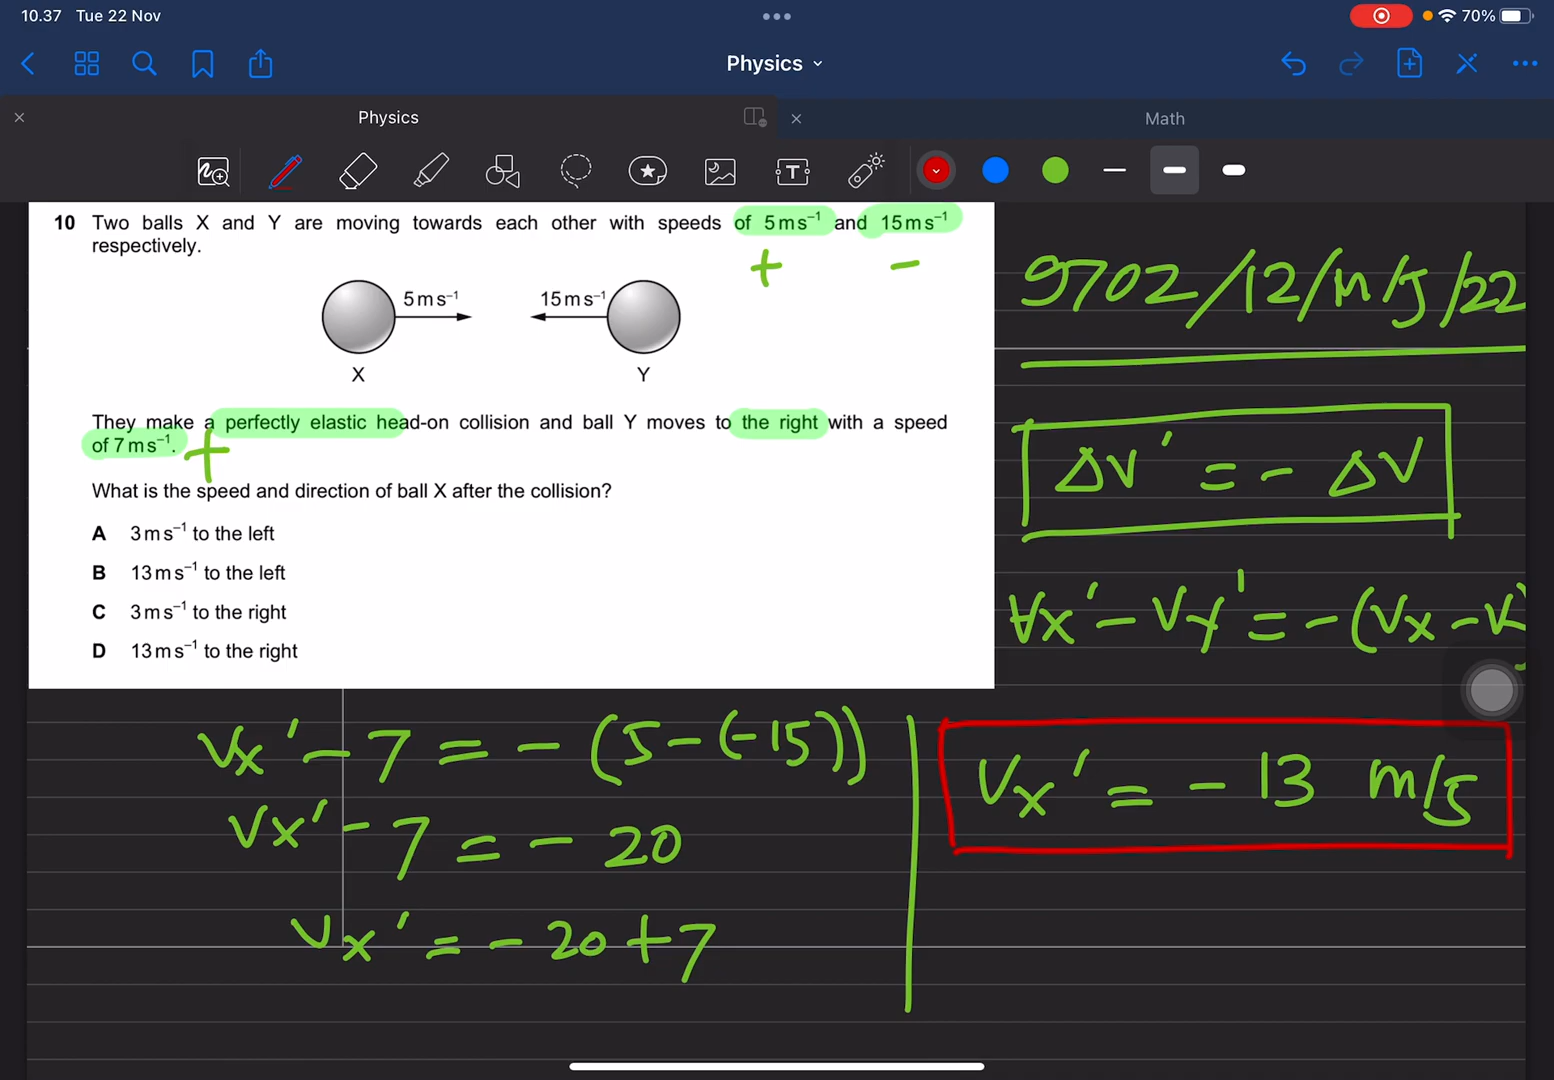 10.37 Tue 22 Nov
70%
Physics
Physics
Math
T
10 Two balls X and Y are moving towards each other with speeds of 5 m s⁻¹ and 15 m s⁻¹
respectively.
+ −
5 m s⁻¹ 15 m s⁻¹
X Y
They make a perfectly elastic head-on collision and ball Y moves to the right with a speed
of 7 m s⁻¹. +
What is the speed and direction of ball X after the collision?
A 3 m s⁻¹ to the left
B 13 m s⁻¹ to the left
C 3 m s⁻¹ to the right
D 13 m s⁻¹ to the right
9702/12/M/J/22
ΔV' = - ΔV
Vx' - Vy' = - (Vx - V
Vx' - 7 = - (5 - (-15))
Vx' - 7 = - 20
Vx' = - 20 + 7
Vx' = - 13 m/s